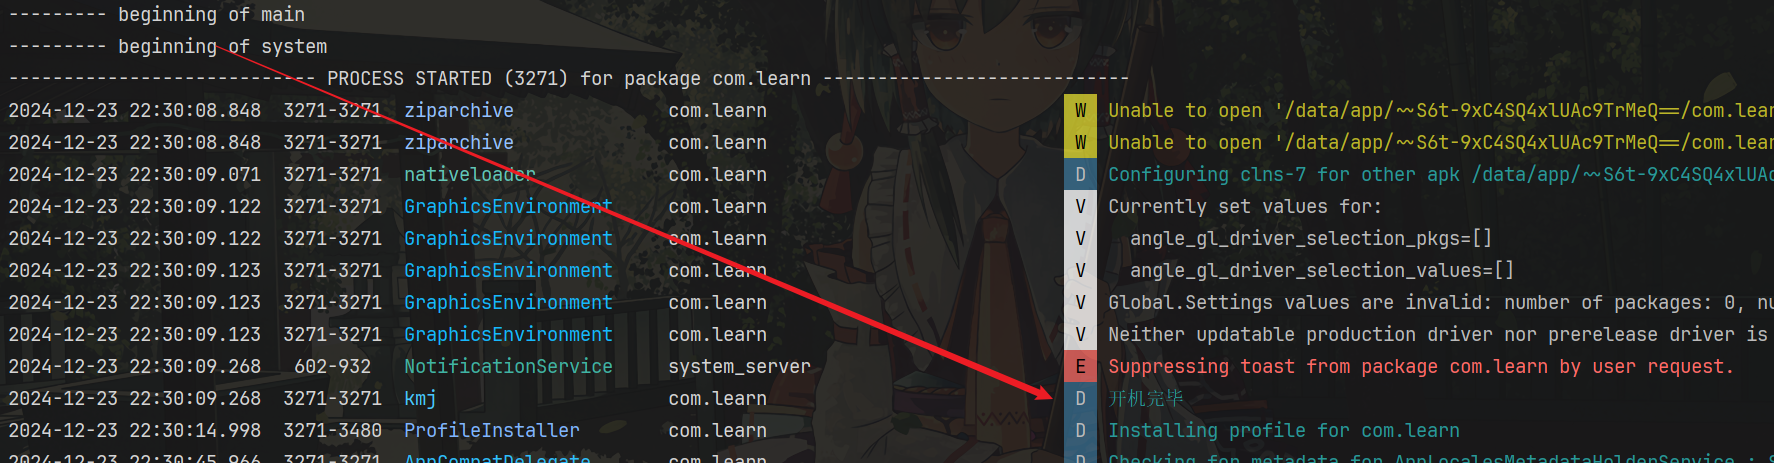 --------- beginning of main
--------- beginning of system
---------------------------- PROCESS STARTED (3271) for package com.learn ----------------------------
2024-12-23 22:30:08.848  3271-3271  ziparchive              com.learn                            W  Unable to open '/data/app/~~S6t-9xC4SQ4xlUAc9TrMeQ==/com.lear
2024-12-23 22:30:08.848  3271-3271  ziparchive              com.learn                            W  Unable to open '/data/app/~~S6t-9xC4SQ4xlUAc9TrMeQ==/com.lear
2024-12-23 22:30:09.071  3271-3271  nativeloader            com.learn                            D  Configuring clns-7 for other apk /data/app/~~S6t-9xC4SQ4xlUAc
2024-12-23 22:30:09.122  3271-3271  GraphicsEnvironment     com.learn                            V  Currently set values for:
2024-12-23 22:30:09.122  3271-3271  GraphicsEnvironment     com.learn                            V    angle_gl_driver_selection_pkgs=[]
2024-12-23 22:30:09.123  3271-3271  GraphicsEnvironment     com.learn                            V    angle_gl_driver_selection_values=[]
2024-12-23 22:30:09.123  3271-3271  GraphicsEnvironment     com.learn                            V  Global.Settings values are invalid: number of packages: 0, nu
2024-12-23 22:30:09.123  3271-3271  GraphicsEnvironment     com.learn                            V  Neither updatable production driver nor prerelease driver is
2024-12-23 22:30:09.268   602-932   NotificationService     system_server                        E  Suppressing toast from package com.learn by user request.
2024-12-23 22:30:09.268  3271-3271  kmj                     com.learn                            D  开机完毕
2024-12-23 22:30:14.998  3271-3480  ProfileInstaller        com.learn                            D  Installing profile for com.learn
2024-12-23 22:30:45.966  3271-3271  AppCompatDelegate       com.learn                            D  Checking for metadata for AppLocalesMetadataHolderService :